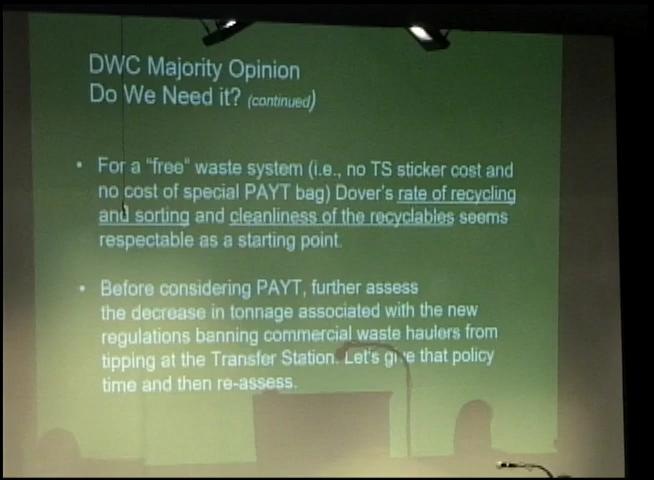 DWC Majority Opinion
Do We Need it? (continued)
• For a "free" waste system (i.e., no TS sticker cost and
no cost of special PAYT bag) Dover's rate of recycling
and sorting and cleanliness of the recyclables seems
respectable as a starting point.
• Before considering PAYT, further assess
the decrease in tonnage associated with the new
regulations banning commercial waste haulers from
tipping at the Transfer Station. Let's give that policy
time and then re-assess.